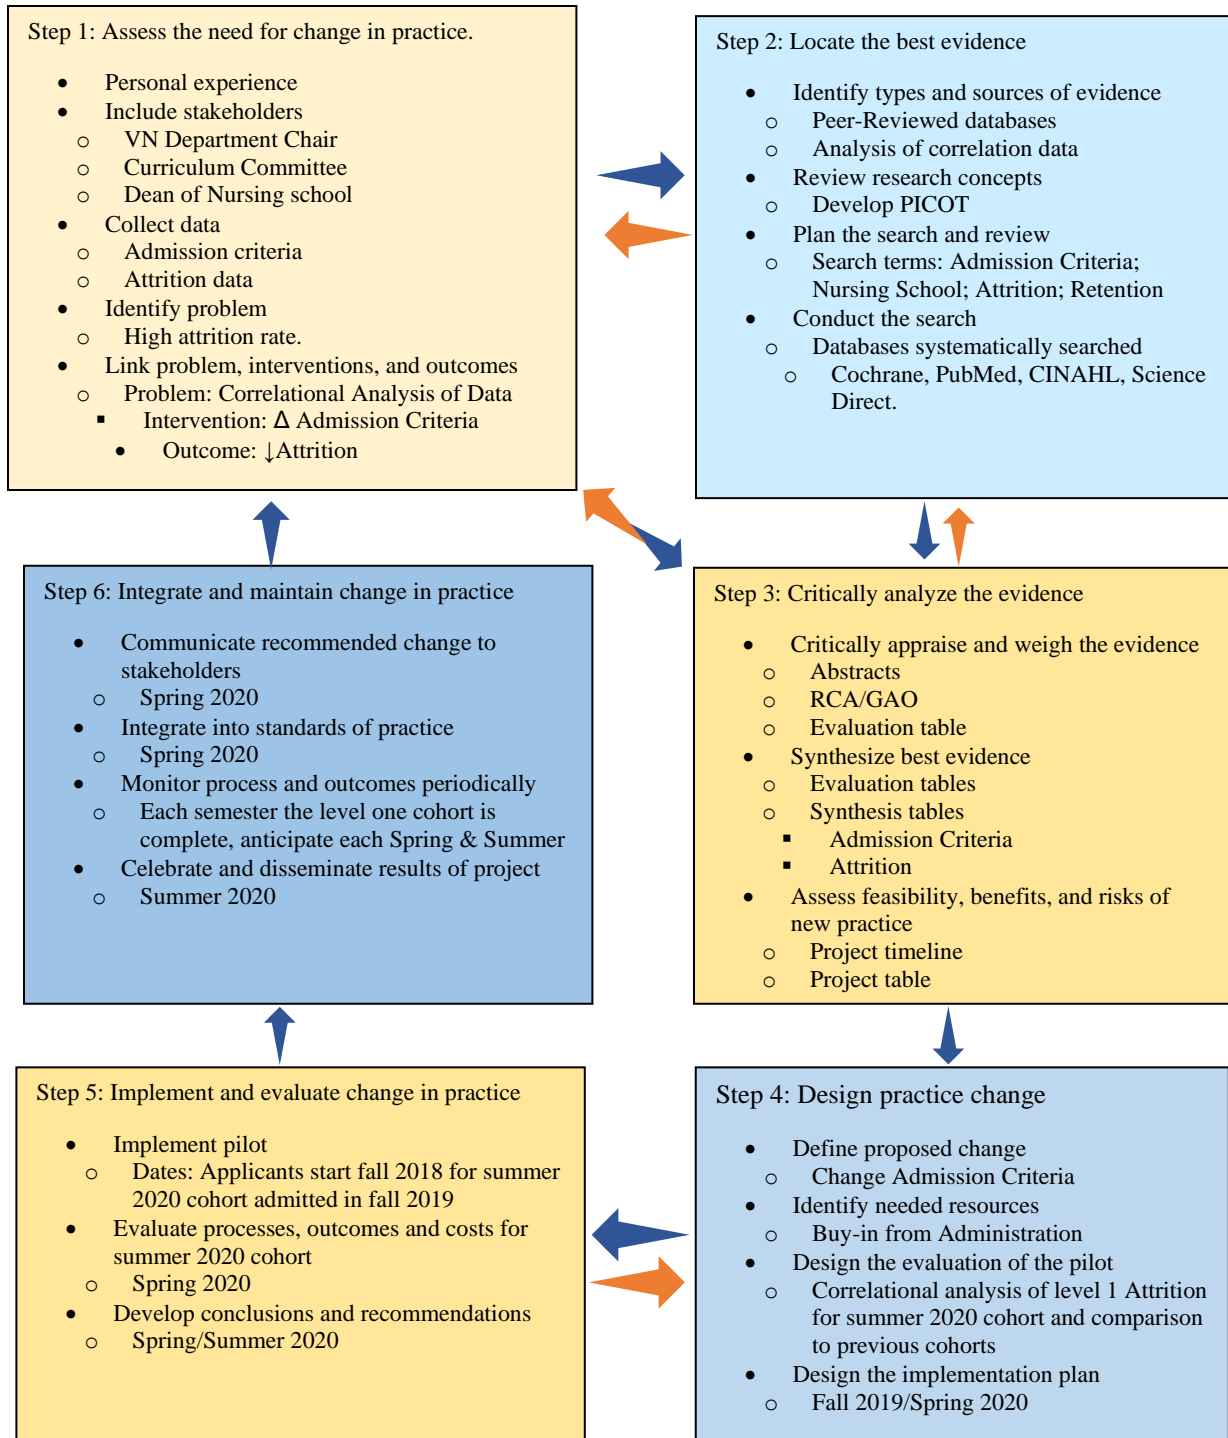 Step 1: Assess the need for change in practice.
• Personal experience
• Include stakeholders
o VN Department Chair
o Curriculum Committee
o Dean of Nursing school
• Collect data
o Admission criteria
o Attrition data
• Identify problem
o High attrition rate.
• Link problem, interventions, and outcomes
o Problem: Correlational Analysis of Data
▪ Intervention: Δ Admission Criteria
• Outcome: ↓Attrition
Step 2: Locate the best evidence
• Identify types and sources of evidence
o Peer-Reviewed databases
o Analysis of correlation data
• Review research concepts
o Develop PICOT
• Plan the search and review
o Search terms: Admission Criteria;
Nursing School; Attrition; Retention
• Conduct the search
o Databases systematically searched
o Cochrane, PubMed, CINAHL, Science
Direct.
Step 3: Critically analyze the evidence
• Critically appraise and weigh the evidence
o Abstracts
o RCA/GAO
o Evaluation table
• Synthesize best evidence
o Evaluation tables
o Synthesis tables
▪ Admission Criteria
▪ Attrition
• Assess feasibility, benefits, and risks of
new practice
o Project timeline
o Project table
Step 4: Design practice change
• Define proposed change
o Change Admission Criteria
• Identify needed resources
o Buy-in from Administration
• Design the evaluation of the pilot
o Correlational analysis of level 1 Attrition
for summer 2020 cohort and comparison
to previous cohorts
• Design the implementation plan
o Fall 2019/Spring 2020
Step 5: Implement and evaluate change in practice
• Implement pilot
o Dates: Applicants start fall 2018 for summer
2020 cohort admitted in fall 2019
• Evaluate processes, outcomes and costs for
summer 2020 cohort
o Spring 2020
• Develop conclusions and recommendations
o Spring/Summer 2020
Step 6: Integrate and maintain change in practice
• Communicate recommended change to
stakeholders
o Spring 2020
• Integrate into standards of practice
o Spring 2020
• Monitor process and outcomes periodically
o Each semester the level one cohort is
complete, anticipate each Spring & Summer
• Celebrate and disseminate results of project
o Summer 2020